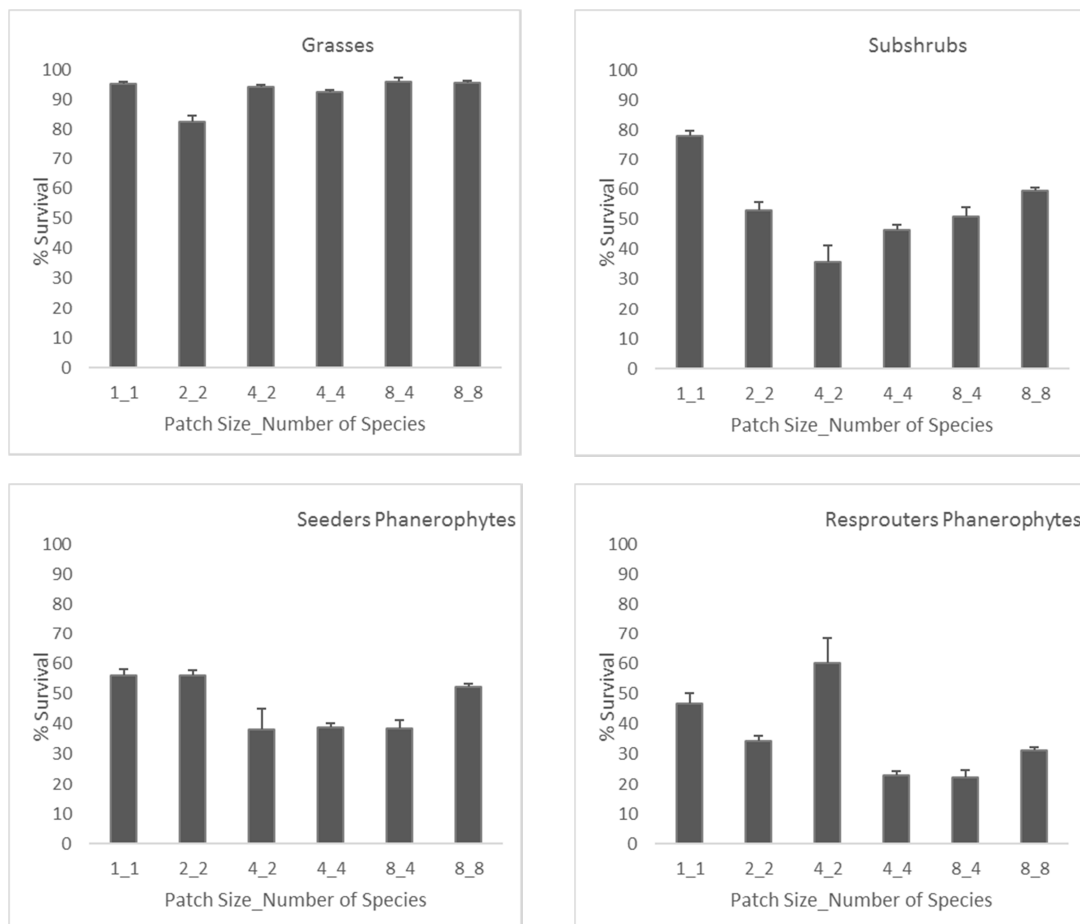 Grasses
100
90
80
70
60
50
40
30
20
10
0
% Survival
1_1 2_2 4_2 4_4 8_4 8_8
Patch Size_Number of Species
Subshrubs
100
90
80
70
60
50
40
30
20
10
0
% Survival
1_1 2_2 4_2 4_4 8_4 8_8
Patch Size_Number of Species
Seeders Phanerophytes
100
90
80
70
60
50
40
30
20
10
0
% Survival
1_1 2_2 4_2 4_4 8_4 8_8
Patch Size_Number of Species
Resprouters Phanerophytes
100
90
80
70
60
50
40
30
20
10
0
% Survival
1_1 2_2 4_2 4_4 8_4 8_8
Patch Size_Number of Species